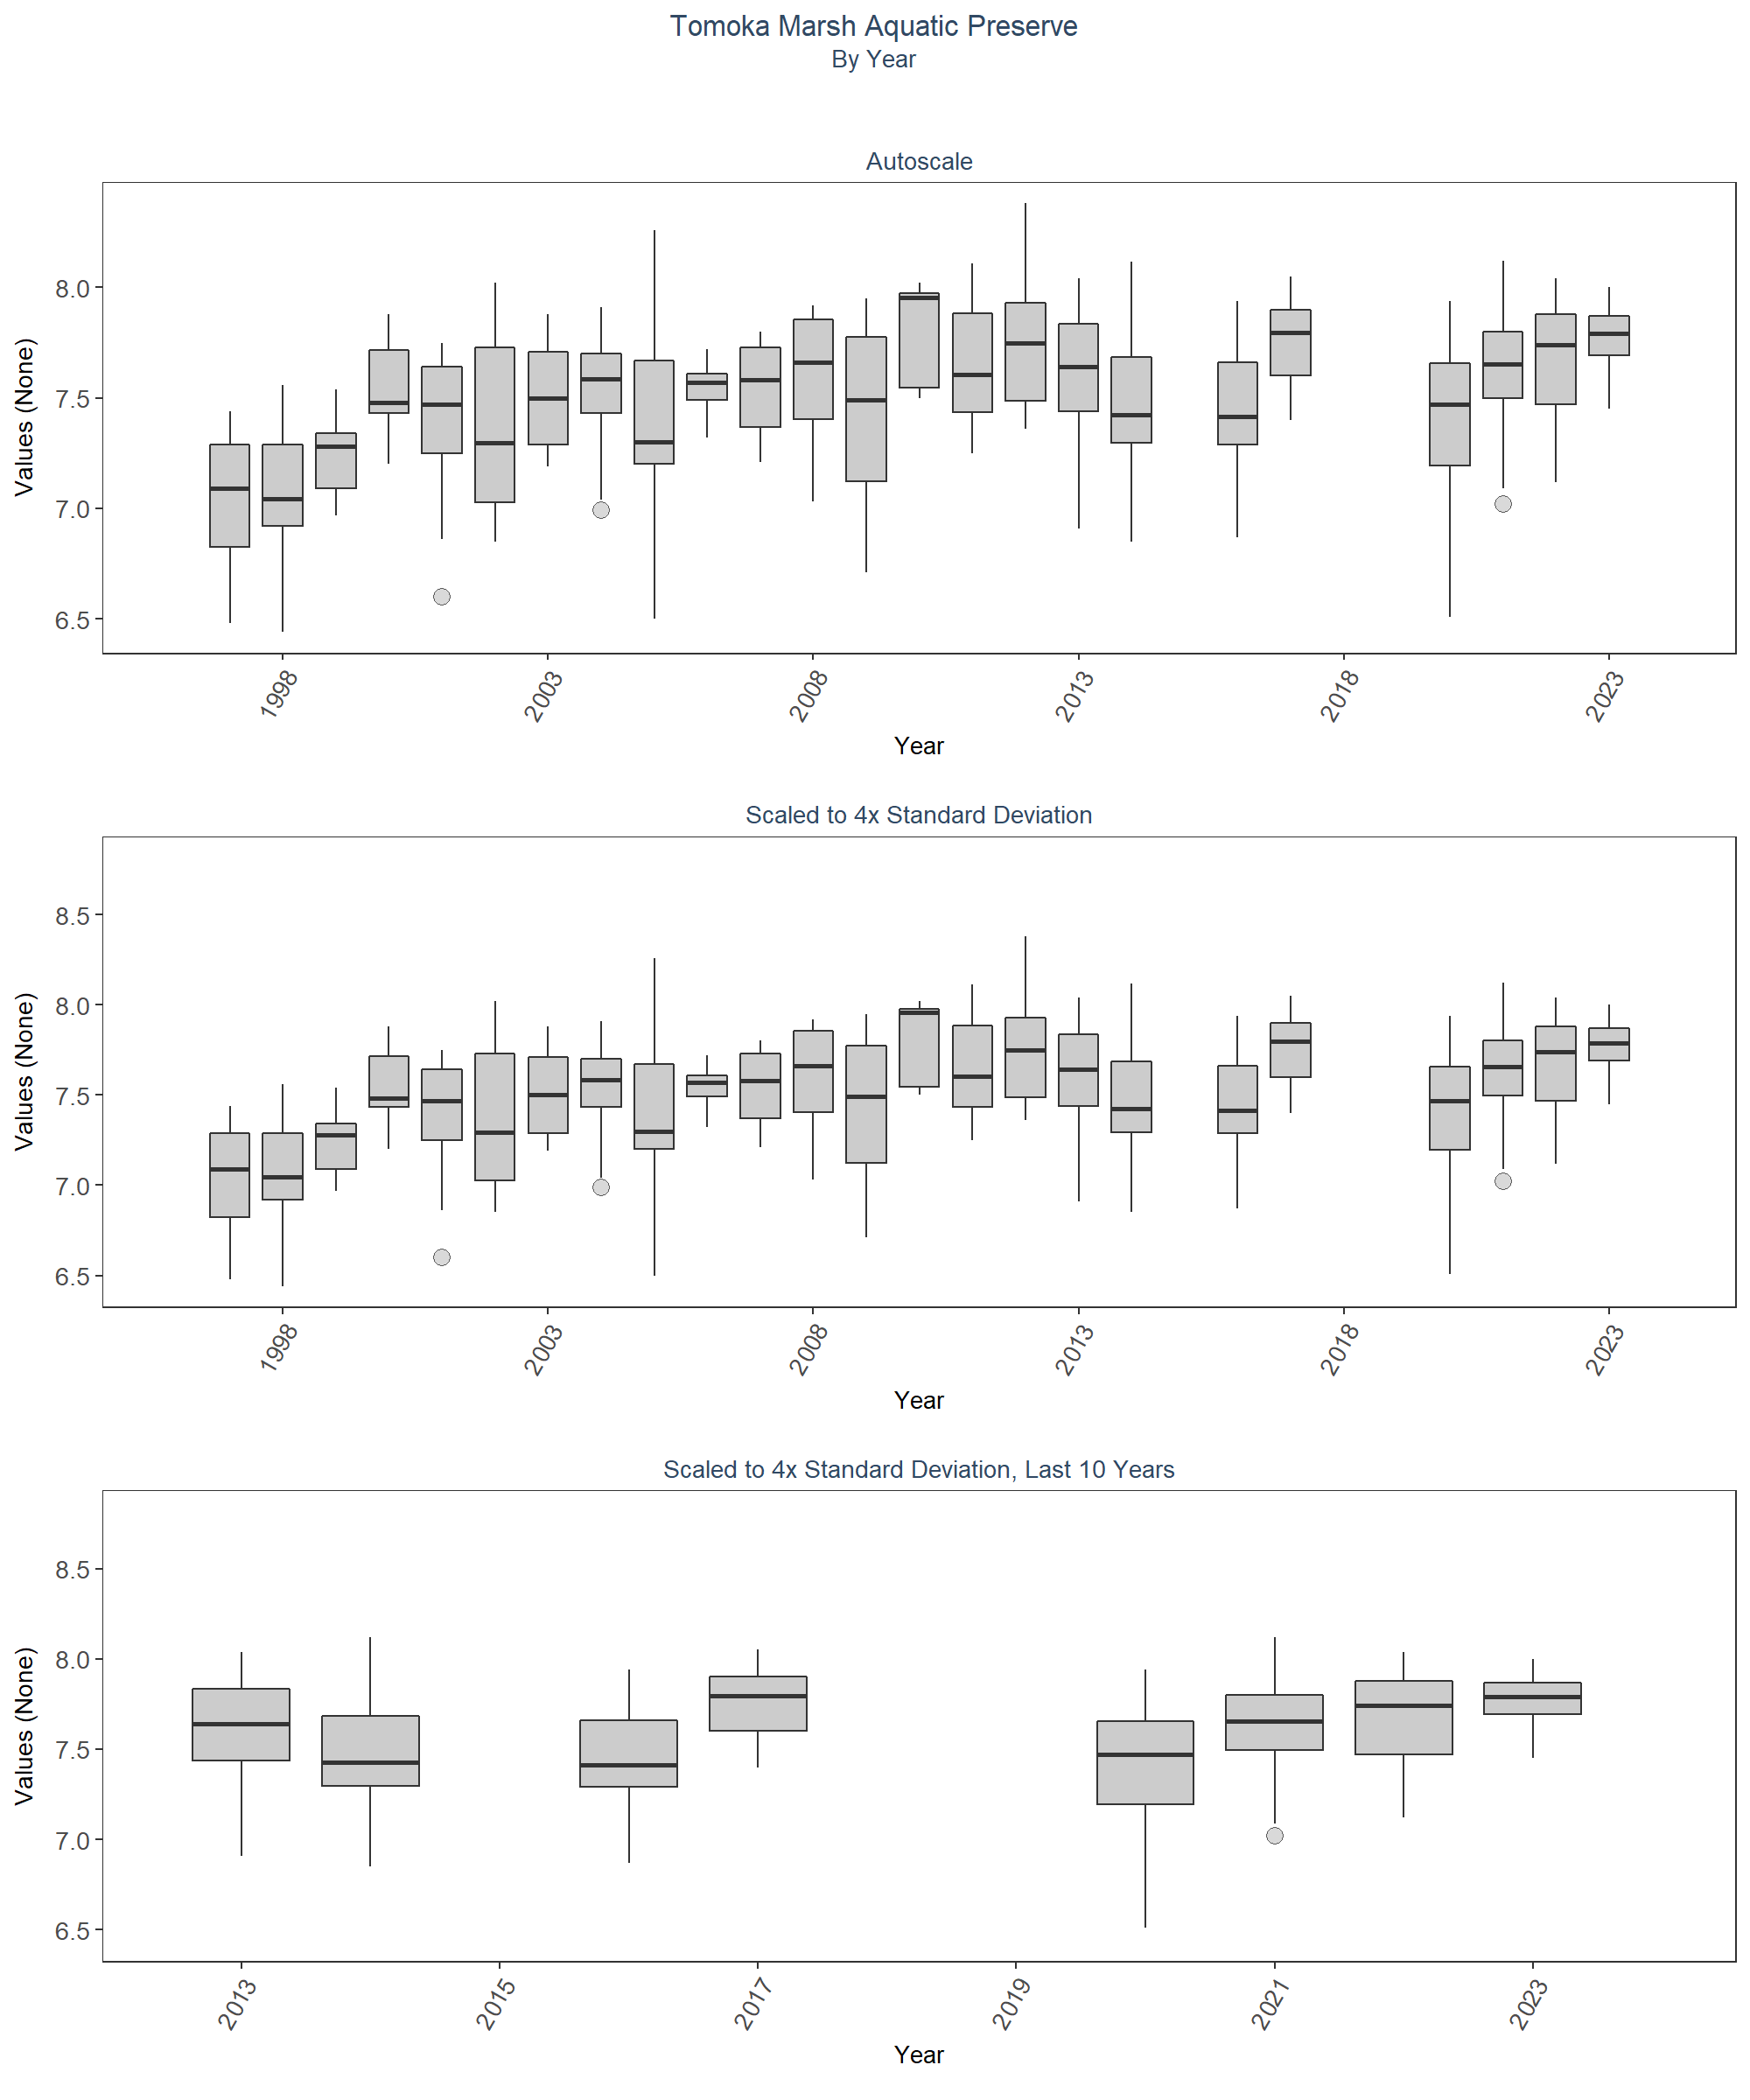 Tomoka Marsh Aquatic Preserve
By Year
Autoscale
Values (None)
8.0
7.5
7.0
6.5
1998
2003
2008
2013
2018
2023
Year
Scaled to 4x Standard Deviation
Values (None)
8.5
8.0
7.5
7.0
6.5
1998
2003
2008
2013
2018
2023
Year
Scaled to 4x Standard Deviation, Last 10 Years
Values (None)
8.5
8.0
7.5
7.0
6.5
2013
2015
2017
2019
2021
2023
Year